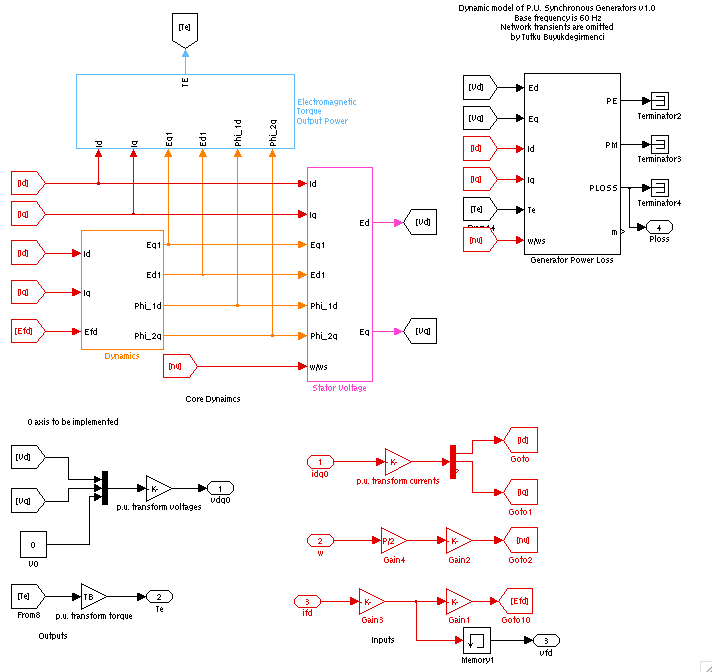 Dynamic model of P.U. Synchronous Generators v1.0
Base frequency is 60 Hz
Network transients are omitted
by Tutku Buyukdegirmenci
[Te]
TE
Electromagnetic
Torque
Output Power
Id
Iq
Eq1
Ed1
Phi_1d
Phi_2q
[Id]
[Iq]
[Id]
[Iq]
[Efd]
Id
Iq
Efd
Eq1
Ed1
Phi_1d
Phi_2q
Dynamics
[nu]
Id
Iq
Eq1
Ed1
Phi_1d
Phi_2q
w/ws
Ed
Eq
Stator Voltage
[Vd]
[Vq]
Core Dynaimcs
[Vd]
[Vq]
[Id]
[Iq]
[Te]
[nu]
Ed
Eq
Id
Iq
Te
w/ws
PE
PM
PLOSS
m
Generator Power Loss
Terminator2
Terminator3
Terminator4
4
Ploss
0 axis to be implemented
[Vd]
[Vq]
0
V0
-K-
p.u. transform voltages
1
vdq0
[Te]
From8
TB
p.u. transform torque
2
Te
Outputs
1
idq0
-K-
p.u. transform currents
[Id]
Goto
[Iq]
Goto1
2
w
P/2
Gain4
-K-
Gain2
[nu]
Goto2
3
ifd
-K-
Gain3
-K-
Gain1
[Efd]
Goto10
Inputs
Memory1
3
vfd